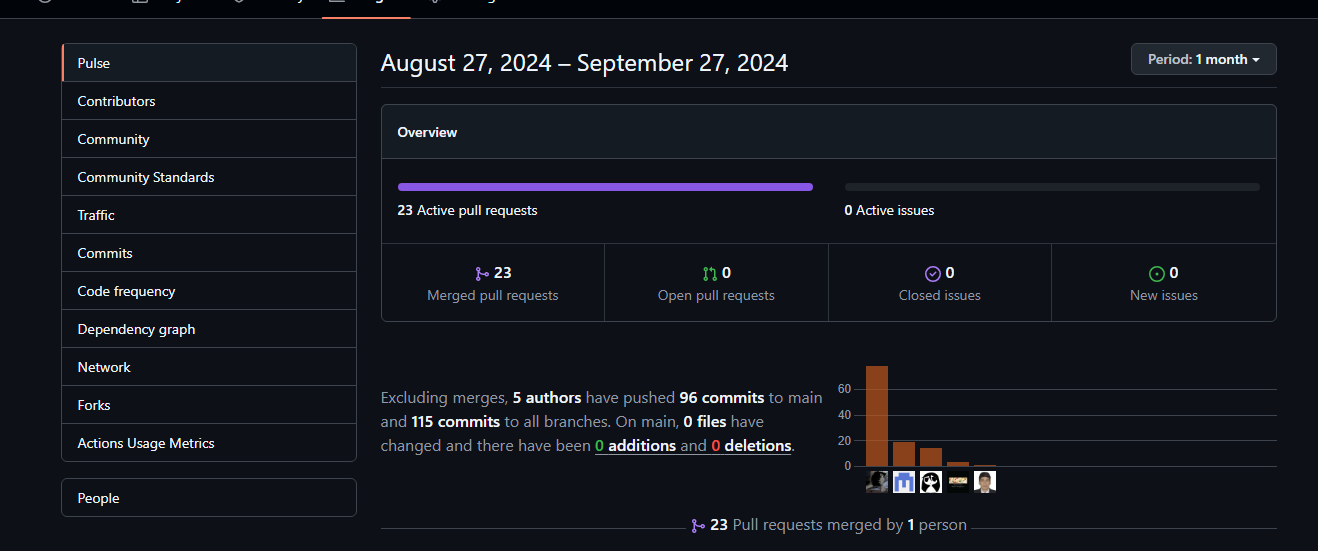 Pulse
Contributors
Community
Community Standards
Traffic
Commits
Code frequency
Dependency graph
Network
Forks
Actions Usage Metrics
People
August 27, 2024 – September 27, 2024
Period: 1 month
Overview
23 Active pull requests
0 Active issues
23
Merged pull requests
0
Open pull requests
0
Closed issues
0
New issues
Excluding merges, 5 authors have pushed 96 commits to main
and 115 commits to all branches. On main, 0 files have
changed and there have been 0 additions and 0 deletions.
60
40
20
0
23 Pull requests merged by 1 person